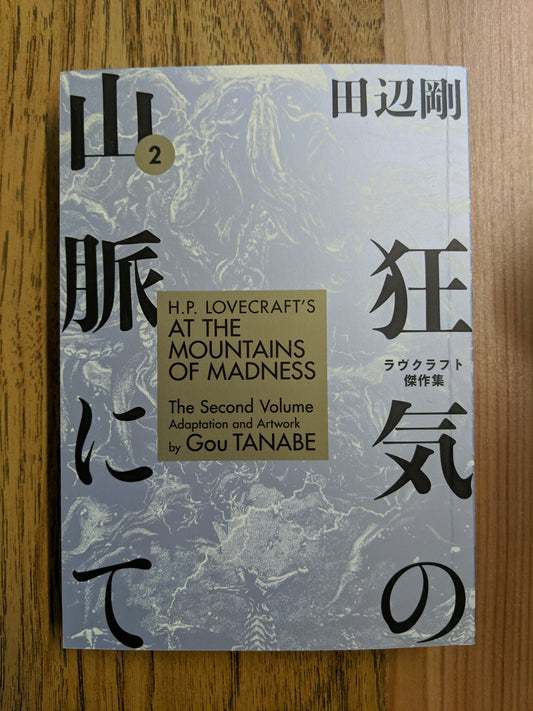 田辺剛
狂気の
山脈にて
2
ラヴクラフト
傑作集
H.P. LOVECRAFT'S
AT THE
MOUNTAINS
OF MADNESS
The Second Volume
Adaptation and Artwork
by Gou TANABE